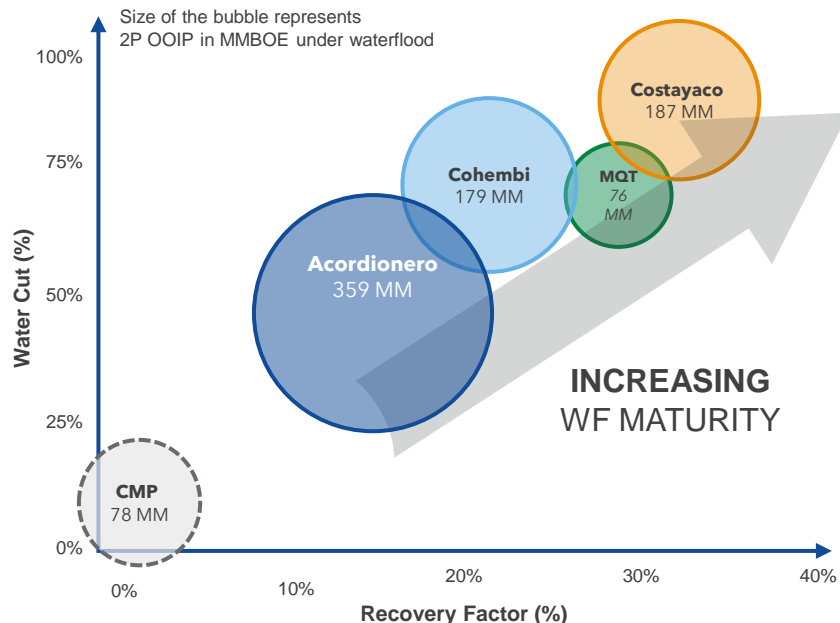 Size of the bubble represents
2P OOIP in MMBOE under waterflood
100%
75%
50%
25%
0%
Water Cut (%)
Costayaco
187 MM
Cohembi
179 MM
MQT
76
MM
Acordionero
359 MM
INCREASING
WF MATURITY
CMP
78 MM
0%
10%
20%
30%
40%
Recovery Factor (%)